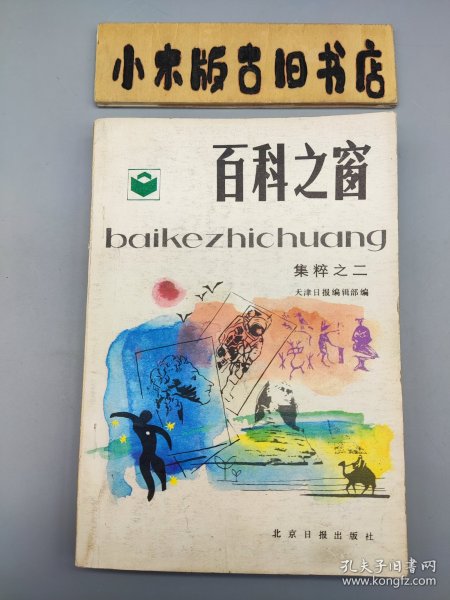 小木版古旧书店
百科之窗
baikezhichuang
集粹之二
天津日报编辑部编
北京日报出版社
孔夫子旧书网
www.kongfz.com